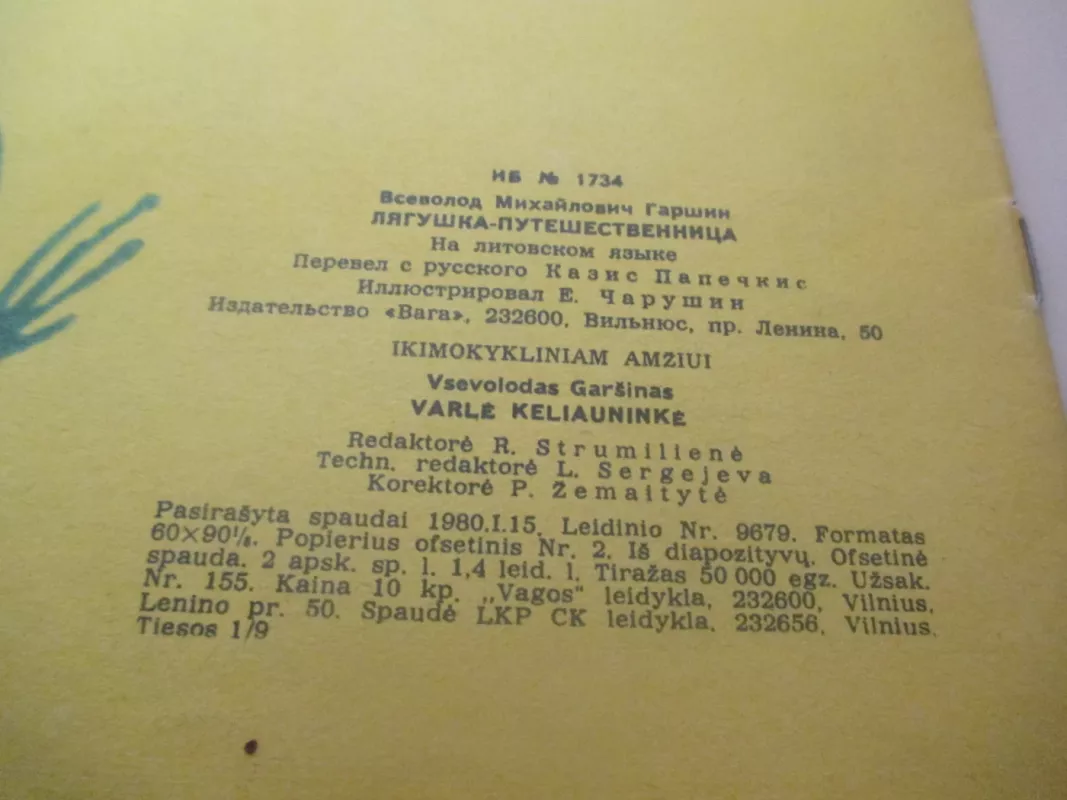 ИБ № 1734
Всеволод Михайлович Гаршин
ЛЯГУШКА-ПУТЕШЕСТВЕННИЦА
На литовском языке
Перевел с русского Казис Папечкис
Иллюстрировал Е. Чарушин
Издательство «Вага», 232600, Вильнюс, пр. Ленина, 50
IKIMOKYKLINIAM AMŽIUI
Vsevolodas Garšinas
VARLĖ KELIAUNINKĖ
Redaktorė R. Strumilienė
Techn. redaktorė L. Sergejeva
Korektorė P. Žemaitytė
Pasirašyta spaudai 1980.I.15. Leidinio Nr. 9679. Formatas
60×90⅛. Popierius ofsetinis Nr. 2. Iš diapozityvų. Ofsetinė
spauda. 2 apsk. sp. l. 1,4 leid. l. Tiražas 50 000 egz. Užsak.
Nr. 155. Kaina 10 kp. „Vagos" leidykla, 232600, Vilnius,
Lenino pr. 50. Spaudė LKP CK leidykla. 232656, Vilnius.
Tiesos 1/9